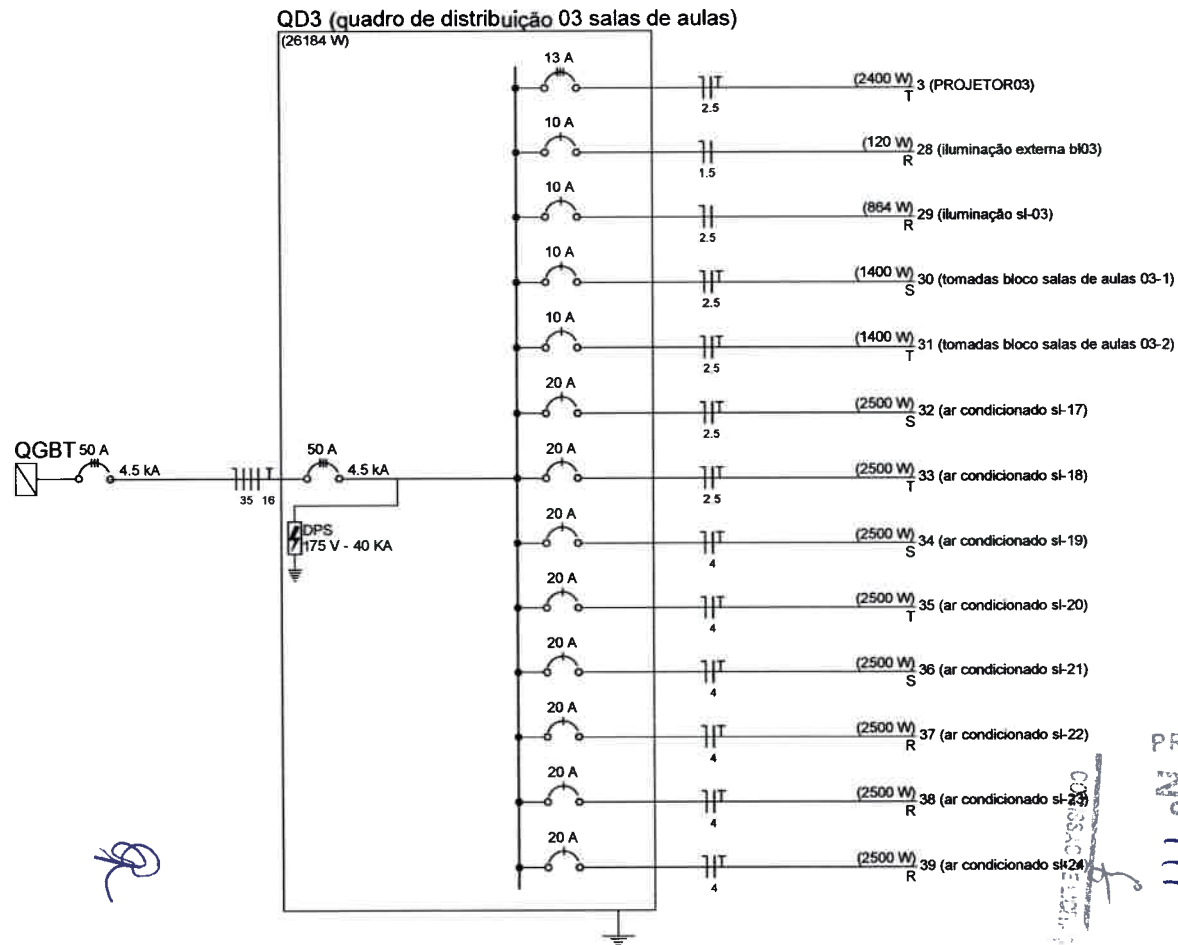 QD3 (quadro de distribuição 03 salas de aulas)
(26184 W)
13 A
2.5
(2400 W)
T
3 (PROJETOR03)
10 A
1.5
(120 W)
R
28 (iluminação externa bl03)
10 A
2.5
(864 W)
R
29 (iluminação sl-03)
10 A
T
2.5
(1400 W)
S
30 (tomadas bloco salas de aulas 03-1)
10 A
T
2.5
(1400 W)
T
31 (tomadas bloco salas de aulas 03-2)
20 A
T
2.5
(2500 W)
S
32 (ar condicionado sl-17)
QGBT
50 A
4.5 kA
T
35 16
50 A
4.5 kA
DPS
175 V - 40 KA
20 A
T
2.5
(2500 W)
T
33 (ar condicionado sl-18)
20 A
T
4
(2500 W)
S
34 (ar condicionado sl-19)
20 A
T
4
(2500 W)
T
35 (ar condicionado sl-20)
20 A
T
4
(2500 W)
S
36 (ar condicionado sl-21)
20 A
T
4
(2500 W)
R
37 (ar condicionado sl-22)
20 A
T
4
(2500 W)
R
38 (ar condicionado sl-23)
20 A
T
4
(2500 W)
R
39 (ar condicionado sl-24)